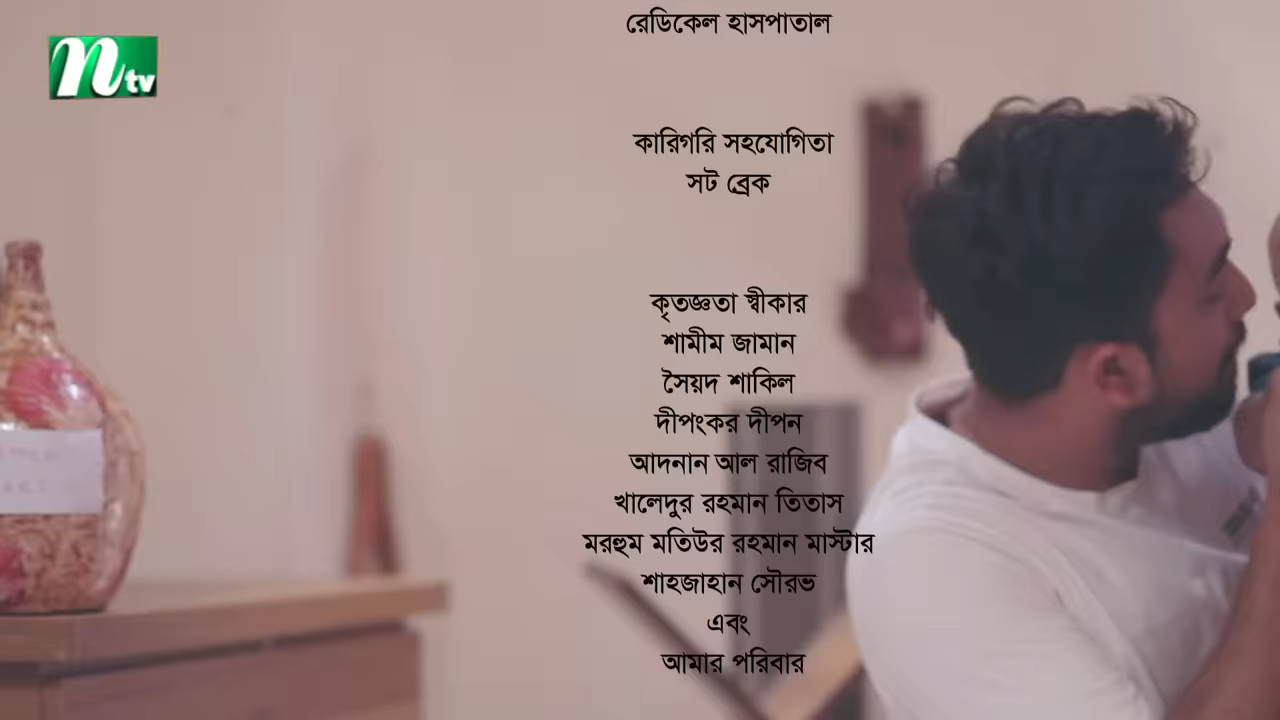 ntv
রেডিকেল হাসপাতাল
কারিগরি সহযোগিতা
সট ব্রেক
কৃতজ্ঞতা স্বীকার
শামীম জামান
সৈয়দ শাকিল
দীপংকর দীপন
আদনান আল রাজিব
খালেদুর রহমান তিতাস
মরহুম মতিউর রহমান মাস্টার
শাহজাহান সৌরভ
এবং
আমার পরিবার